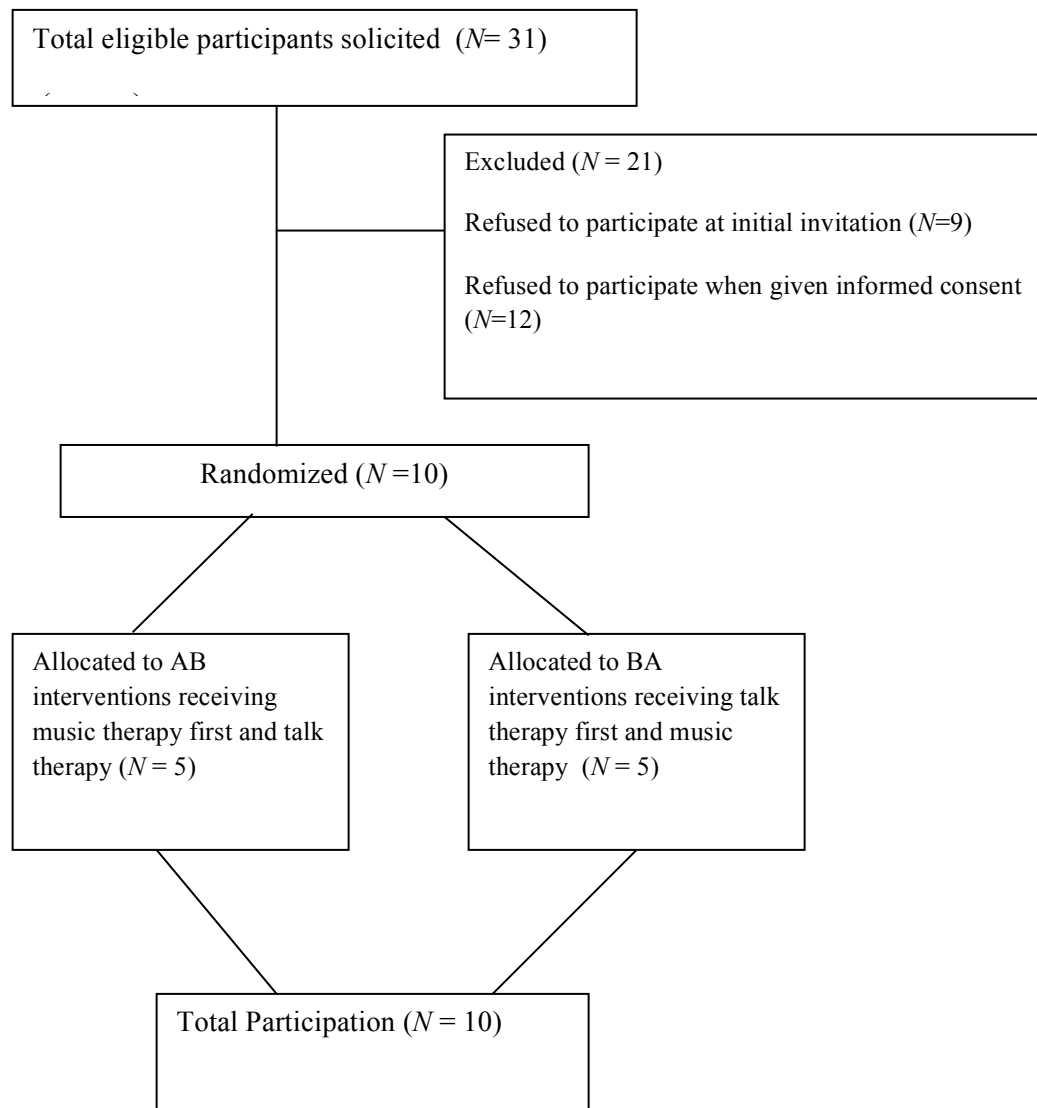 Total eligible participants solicited (N= 31)
Excluded (N = 21)
Refused to participate at initial invitation (N=9)
Refused to participate when given informed consent
(N=12)
Randomized (N =10)
Allocated to AB
interventions receiving
music therapy first and talk
therapy (N = 5)
Allocated to BA
interventions receiving talk
therapy first and music
therapy (N = 5)
Total Participation (N = 10)